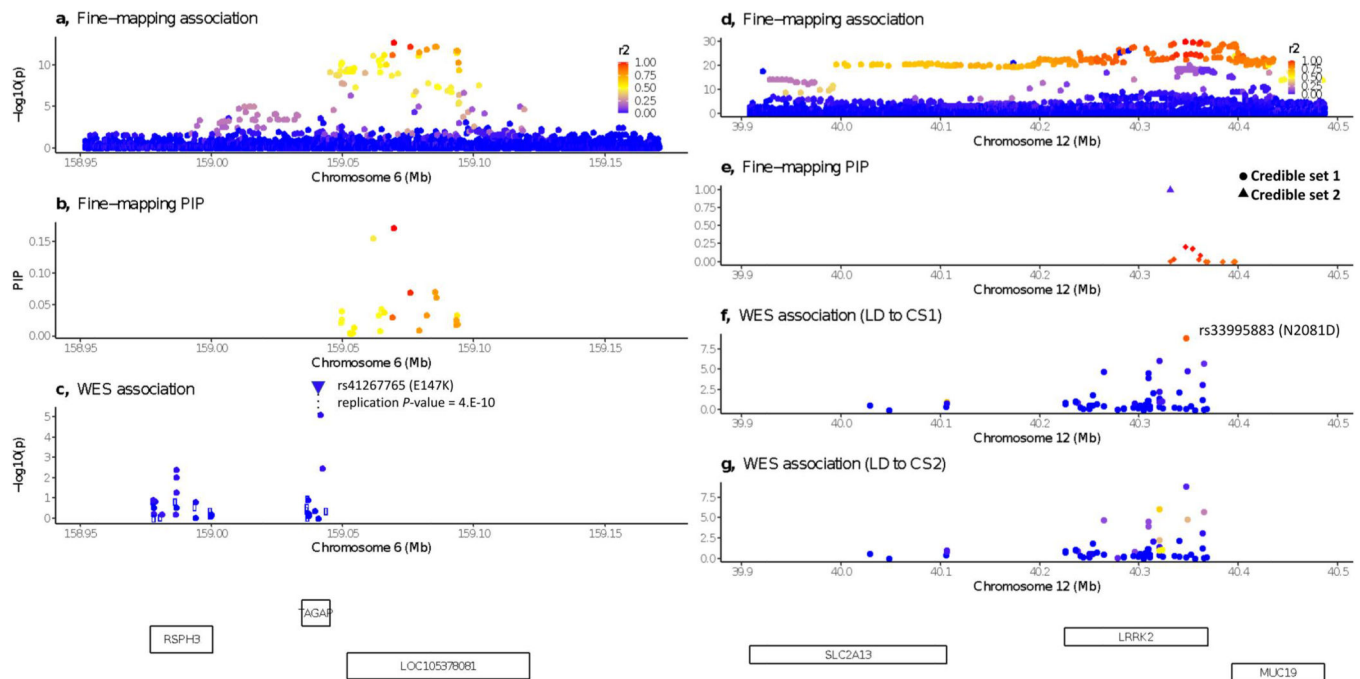 a, Fine−mapping association
−log10(p)
10
5
0
r2
1.00
0.75
0.50
0.25
0.00
158.95 159.00 159.05 159.10 159.15
Chromosome 6 (Mb)
b, Fine−mapping PIP
PIP
0.15
0.10
0.05
0.00
158.95 159.00 159.05 159.10 159.15
Chromosome 6 (Mb)
c, WES association
rs41267765 (E147K)
replication P-value = 4.E-10
−log10(p)
5
4
3
2
1
0
158.95 159.00 159.05 159.10 159.15
Chromosome 6 (Mb)
TAGAP
RSPH3
LOC105378081
d, Fine−mapping association
30
20
10
0
r2
1.00
0.75
0.50
0.25
0.00
39.9 40.0 40.1 40.2 40.3 40.4 40.5
Chromosome 12 (Mb)
e, Fine−mapping PIP
Credible set 1
Credible set 2
1.00
0.75
0.50
0.25
0.00
39.9 40.0 40.1 40.2 40.3 40.4 40.5
Chromosome 12 (Mb)
f, WES association (LD to CS1)
rs33995883 (N2081D)
7.5
5.0
2.5
0.0
39.9 40.0 40.1 40.2 40.3 40.4 40.5
Chromosome 12 (Mb)
g, WES association (LD to CS2)
7.5
5.0
2.5
0.0
39.9 40.0 40.1 40.2 40.3 40.4 40.5
Chromosome 12 (Mb)
LRRK2
SLC2A13
MUC19